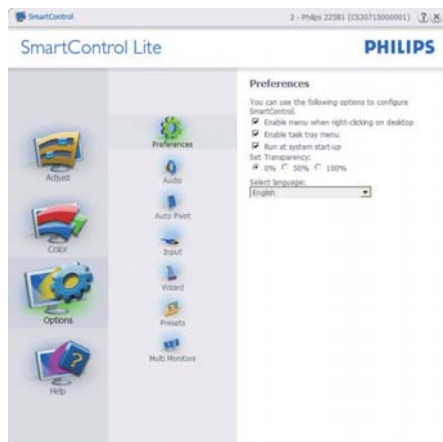 SmartControl
2 - Philips 225B1 (CS30715000001)
SmartControl Lite
PHILIPS
Adjust
Color
Options
Help
Preferences
Audio
Auto Pivot
Input
Wizard
Presets
Multi Monitors
Preferences
You can use the following options to configure
SmartControl.
Enable menu when right-clicking on desktop
Enable task tray menu
Run at system start-up
Set Transparency:
0% 50% 100%
Select language:
English